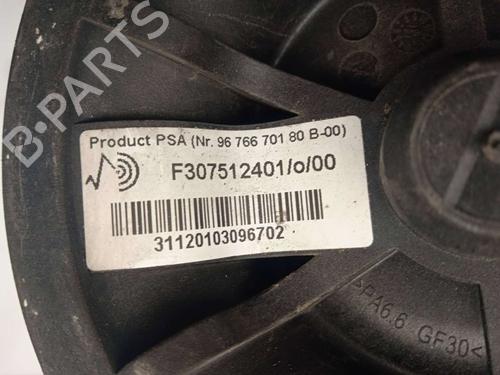 B-PARTS
Product PSA (Nr. 96 766 701 80 B-00)
F307512401/o/00
31120103096702
>PA6.6 GF30<